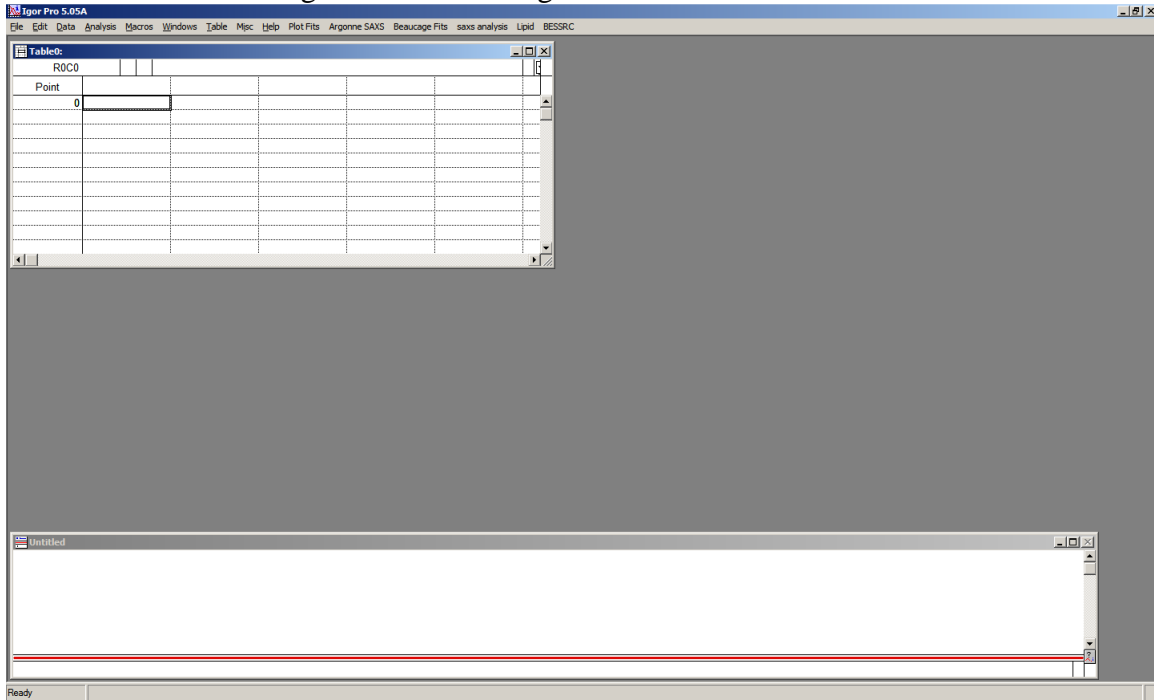 Igor Pro 5.05A
File Edit Data Analysis Macros Windows Table Misc Help Plot Fits Argonne SAXS Beaucage Fits saxs analysis Lipid BESSRC
Table0:
R0C0
Point
0
Untitled
?
Ready